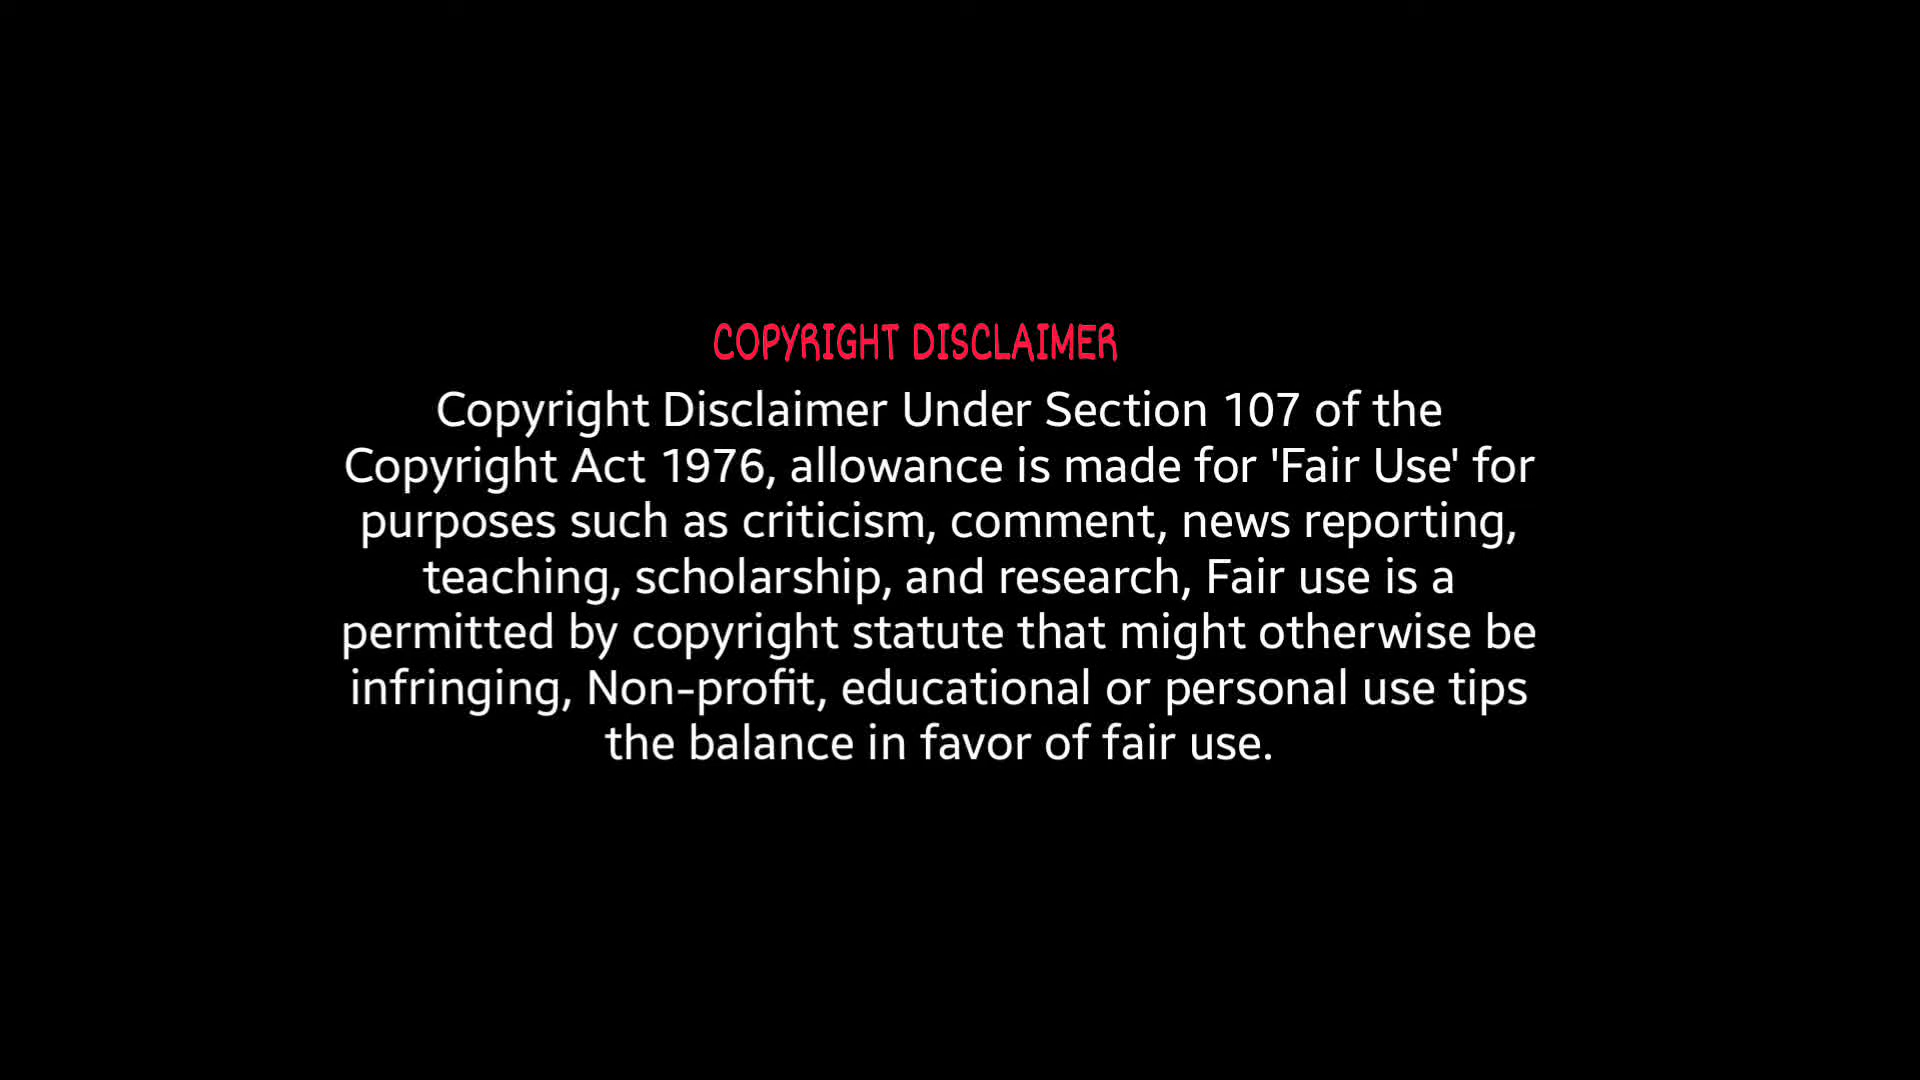 COPYRIGHT DISCLAIMER
Copyright Disclaimer Under Section 107 of the
Copyright Act 1976, allowance is made for 'Fair Use' for
purposes such as criticism, comment, news reporting,
teaching, scholarship, and research, Fair use is a
permitted by copyright statute that might otherwise be
infringing, Non-profit, educational or personal use tips
the balance in favor of fair use.